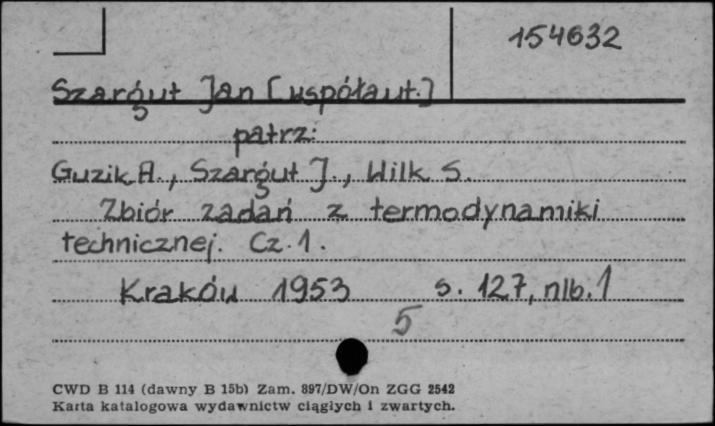 154632
Szargut Jan [współaut.]
patrz:
Guzik A., Szargut J., Wilk S.
Zbiór zadań z termodynamiki
technicznej. Cz. 1.
Kraków 1953 s. 127, nlb. 1
5
CWD B 114 (dawny B 15b) Zam. 897/DW/On ZGG 2542
Karta katalogowa wydawnictw ciągłych i zwartych.